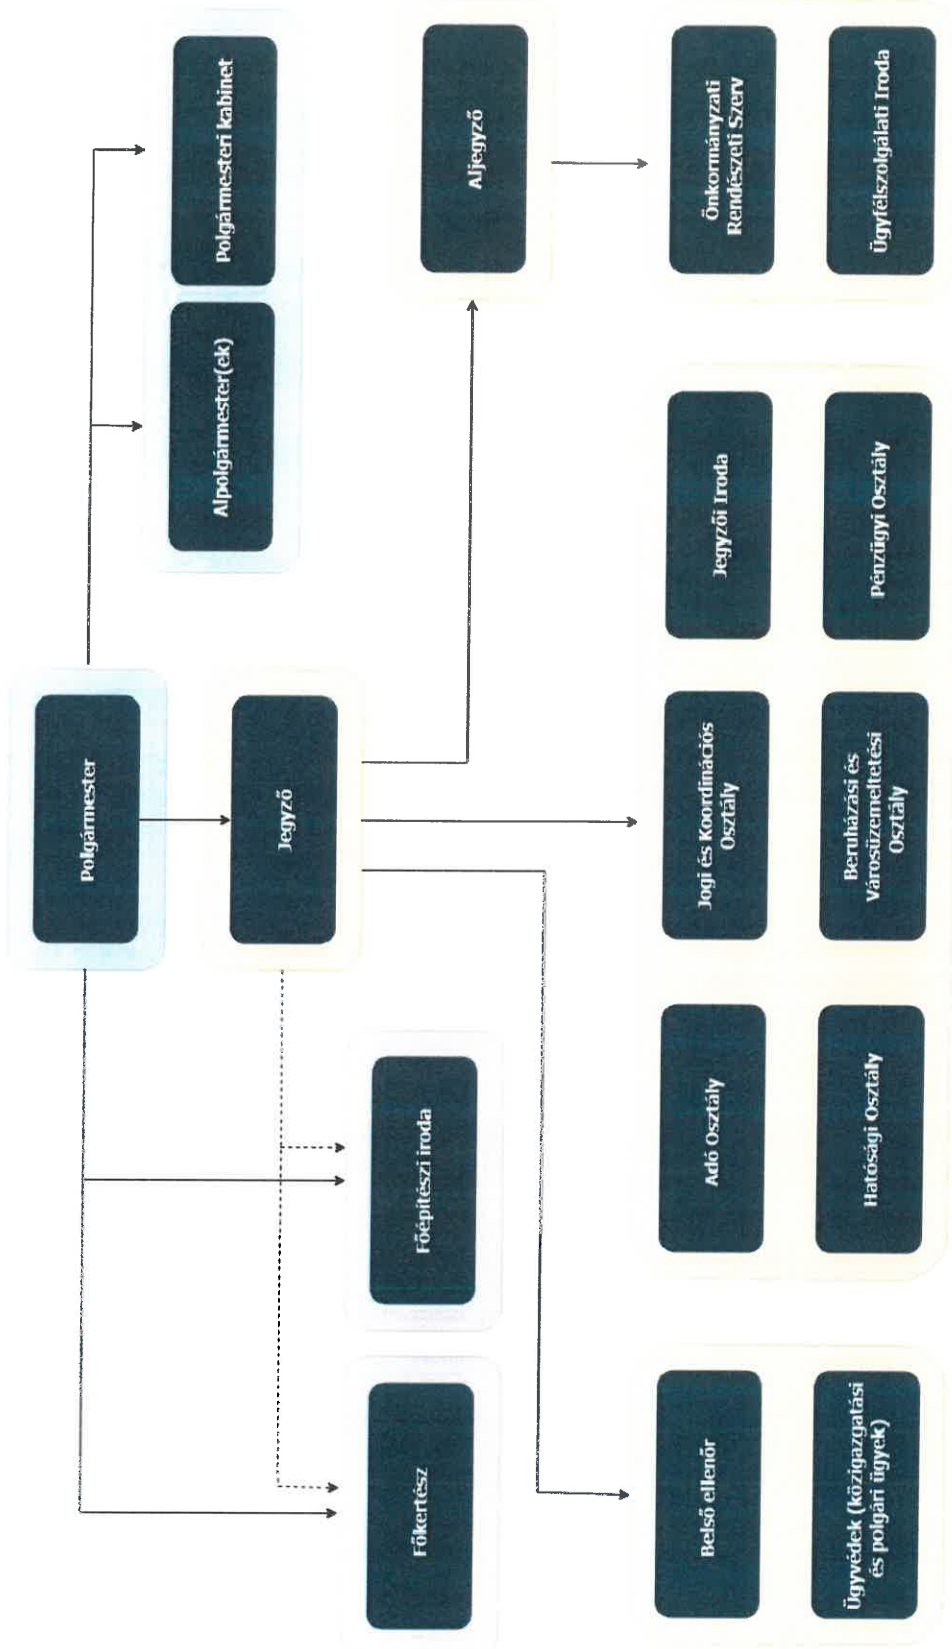 Polgármester
Alpolgármester(ek)
Polgármesteri kabinet
Jegyző
Főkertész
Főépítészi iroda
Aljegyző
Belső ellenőr
Adó Osztály
Jogi és Koordinációs
Osztály
Jegyzői Iroda
Önkormányzati
Rendészeti Szerv
Ügyvédek (közigazgatási
és polgári ügyek)
Hatósági Osztály
Beruházási és
Városüzemeltetési
Osztály
Pénzügyi Osztály
Ügyfélszolgálati Iroda